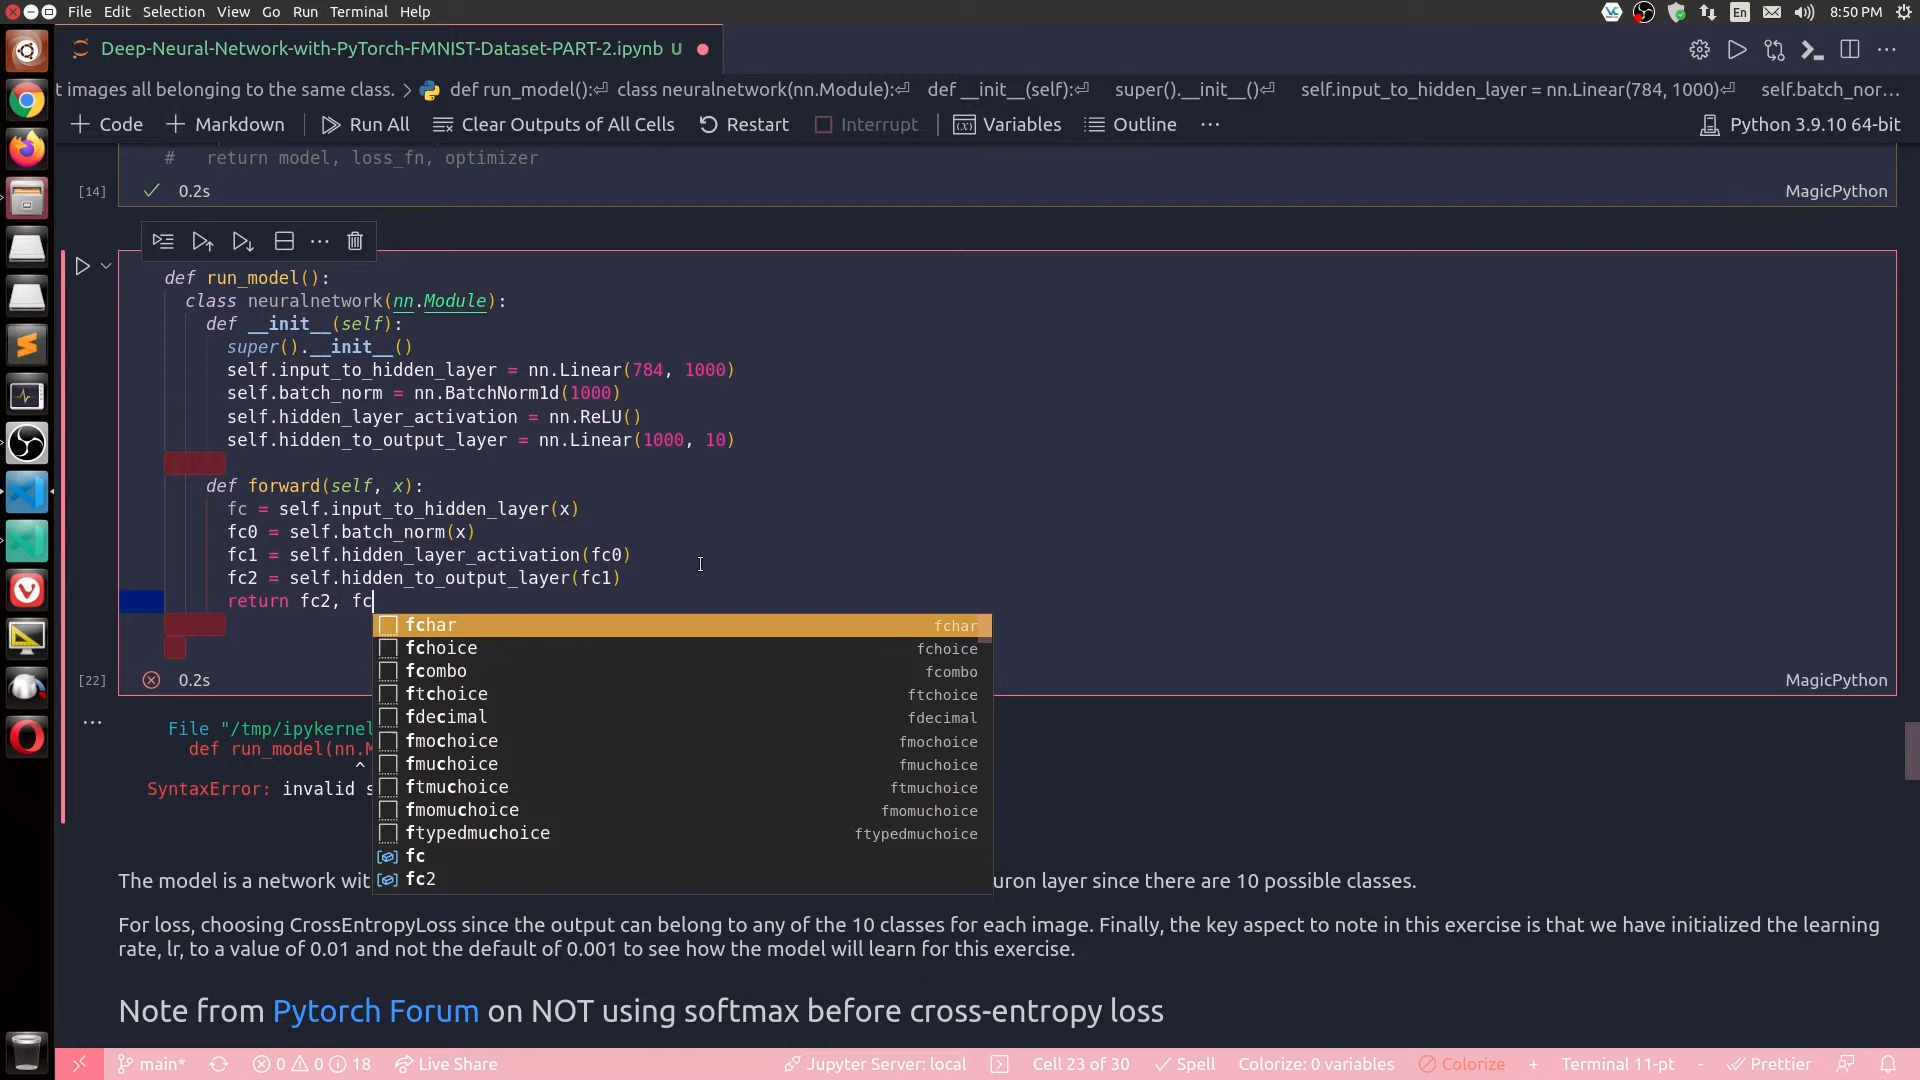 File Edit Selection View Go Run Terminal Help
En 8:50 PM
Deep-Neural-Network-with-PyTorch-FMNIST-Dataset-PART-2.ipynb U
t images all belonging to the same class. > def run_model():⏎ class neuralnetwork(nn.Module):⏎ def __init__(self):⏎ super().__init__()⏎ self.input_to_hidden_layer = nn.Linear(784, 1000)⏎ self.batch_nor...
+ Code + Markdown Run All Clear Outputs of All Cells Restart Interrupt Variables Outline ... Python 3.9.10 64-bit
# return model, loss_fn, optimizer
[14] 0.2s MagicPython
def run_model():
class neuralnetwork(nn.Module):
def __init__(self):
super().__init__()
self.input_to_hidden_layer = nn.Linear(784, 1000)
self.batch_norm = nn.BatchNorm1d(1000)
self.hidden_layer_activation = nn.ReLU()
self.hidden_to_output_layer = nn.Linear(1000, 10)
def forward(self, x):
fc = self.input_to_hidden_layer(x)
fc0 = self.batch_norm(x)
fc1 = self.hidden_layer_activation(fc0)
fc2 = self.hidden_to_output_layer(fc1)
return fc2, fc
fchar fchar
fchoice fchoice
fcombo fcombo
ftchoice ftchoice
fdecimal fdecimal
fmochoice fmochoice
fmuchoice fmuchoice
ftmuchoice ftmuchoice
fmomuchoice fmomuchoice
ftypedmuchoice ftypedmuchoice
fc
fc2
[22] 0.2s MagicPython
File "/tmp/ipykernel
def run_model(nn.M
^
SyntaxError: invalid s
The model is a network wit uron layer since there are 10 possible classes.
For loss, choosing CrossEntropyLoss since the output can belong to any of the 10 classes for each image. Finally, the key aspect to note in this exercise is that we have initialized the learning
rate, lr, to a value of 0.01 and not the default of 0.001 to see how the model will learn for this exercise.
Note from Pytorch Forum on NOT using softmax before cross-entropy loss
main* 0 0 18 Live Share Jupyter Server: local Cell 23 of 30 Spell Colorize: 0 variables Colorize + Terminal 11-pt - Prettier